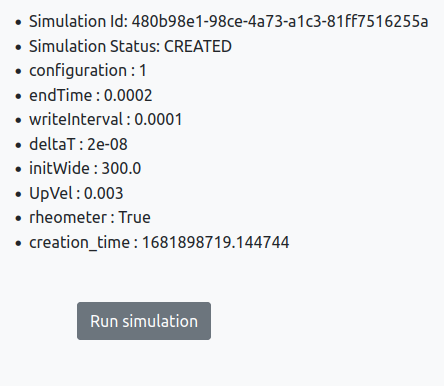 • Simulation Id: 480b98e1-98ce-4a73-a1c3-81ff7516255a
• Simulation Status: CREATED
• configuration : 1
• endTime : 0.0002
• writeInterval : 0.0001
• deltaT : 2e-08
• initWide : 300.0
• UpVel : 0.003
• rheometer : True
• creation_time : 1681898719.144744
Run simulation